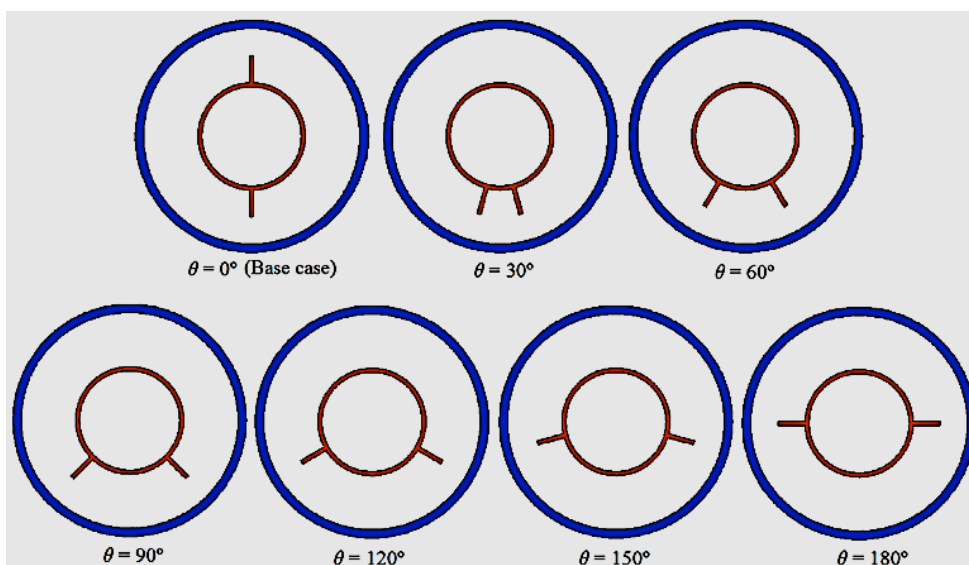 θ = 0° (Base case)
θ = 30°
θ = 60°
θ = 90°
θ = 120°
θ = 150°
θ = 180°